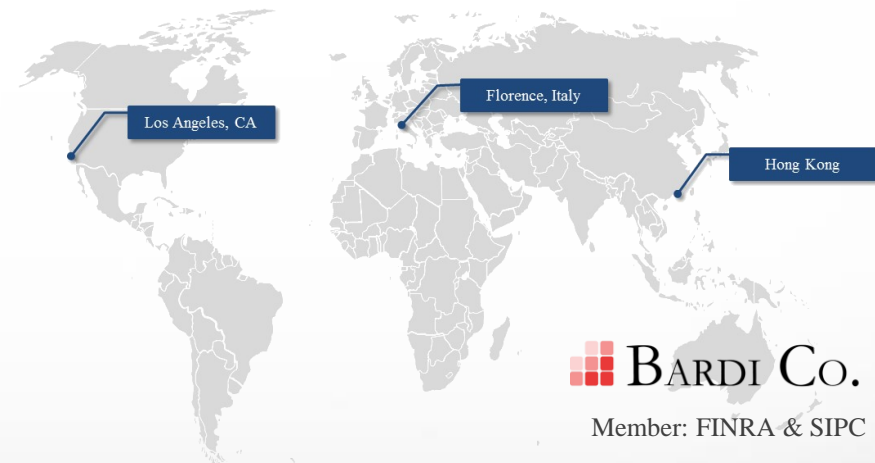 Florence, Italy
Los Angeles, CA
Hong Kong
BARDI CO.
Member: FINRA & SIPC